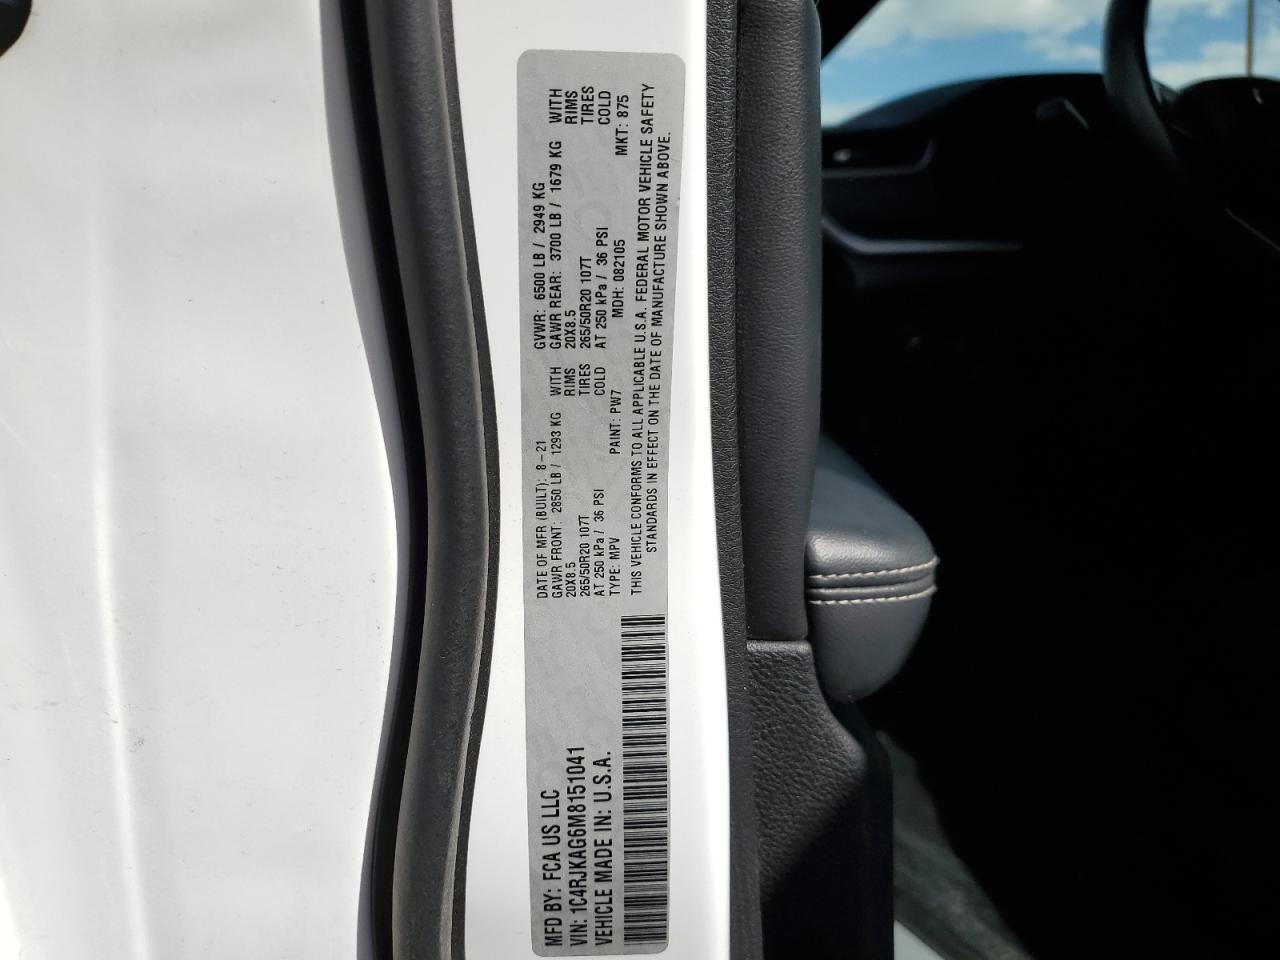 MFD BY: FCA US LLC
VIN: 1C4RJKAG6M8151041
VEHICLE MADE IN: U.S.A.
DATE OF MFR (BUILT): 8-21 GVWR: 6500 LB / 2949 KG
GAWR FRONT: 2850 LB / 1293 KG WITH GAWR REAR: 3700 LB / 1679 KG WITH
20X8.5 RIMS 20X8.5 RIMS
265/50R20 107T TIRES 265/50R20 107T TIRES
AT 250 kPa / 36 PSI COLD AT 250 kPa / 36 PSI COLD
TYPE: MPV PAINT: PW7 MDH: 082105 MKT: 875
THIS VEHICLE CONFORMS TO ALL APPLICABLE U.S.A. FEDERAL MOTOR VEHICLE SAFETY
STANDARDS IN EFFECT ON THE DATE OF MANUFACTURE SHOWN ABOVE.